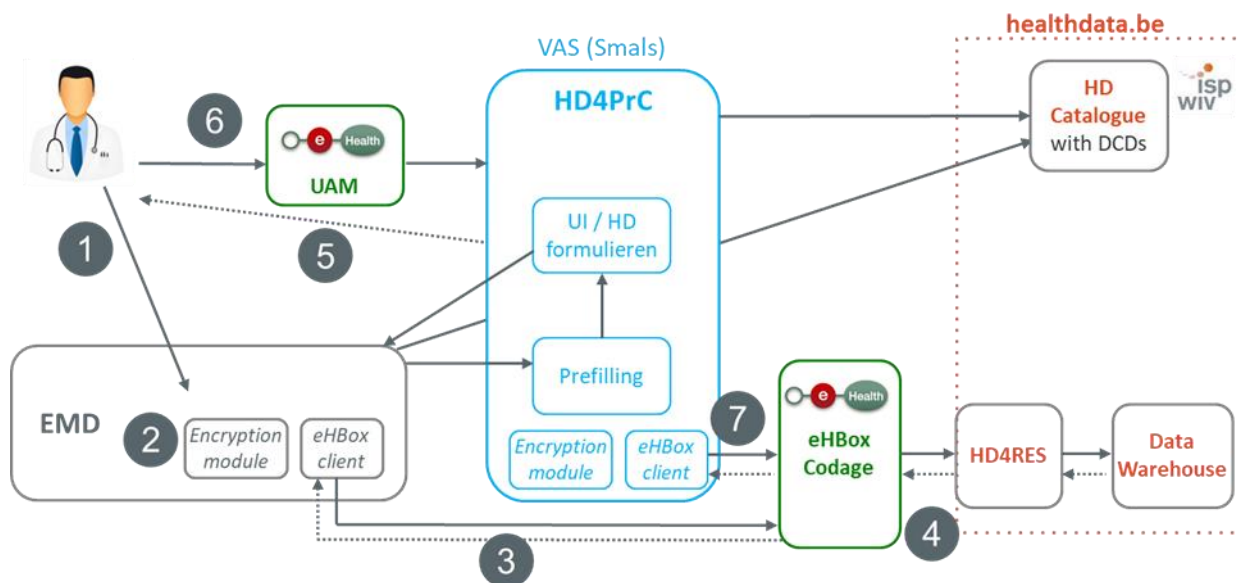 healthdata.be
VAS (Smals)
HD4PrC
HD
Catalogue
with DCDs
isp
wiv
6
e
Health
UAM
1
5
UI / HD
formulieren
Prefilling
EMD
2
Encryption
module
eHBox
client
Encryption
module
eHBox
client
7
e
Health
eHBox
Codage
HD4RES
Data
Warehouse
3
4